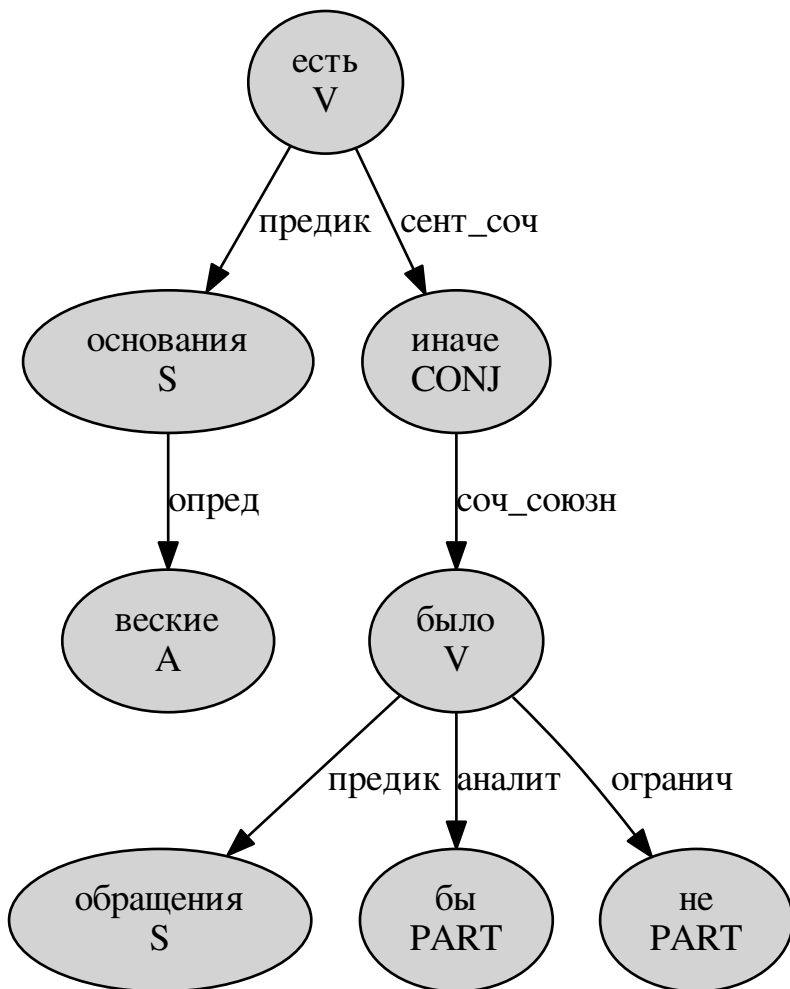 есть
V
предик
сент_соч
основания
S
иначе
CONJ
опред
соч_союзн
веские
A
было
V
предик
аналит
огранич
обращения
S
бы
PART
не
PART